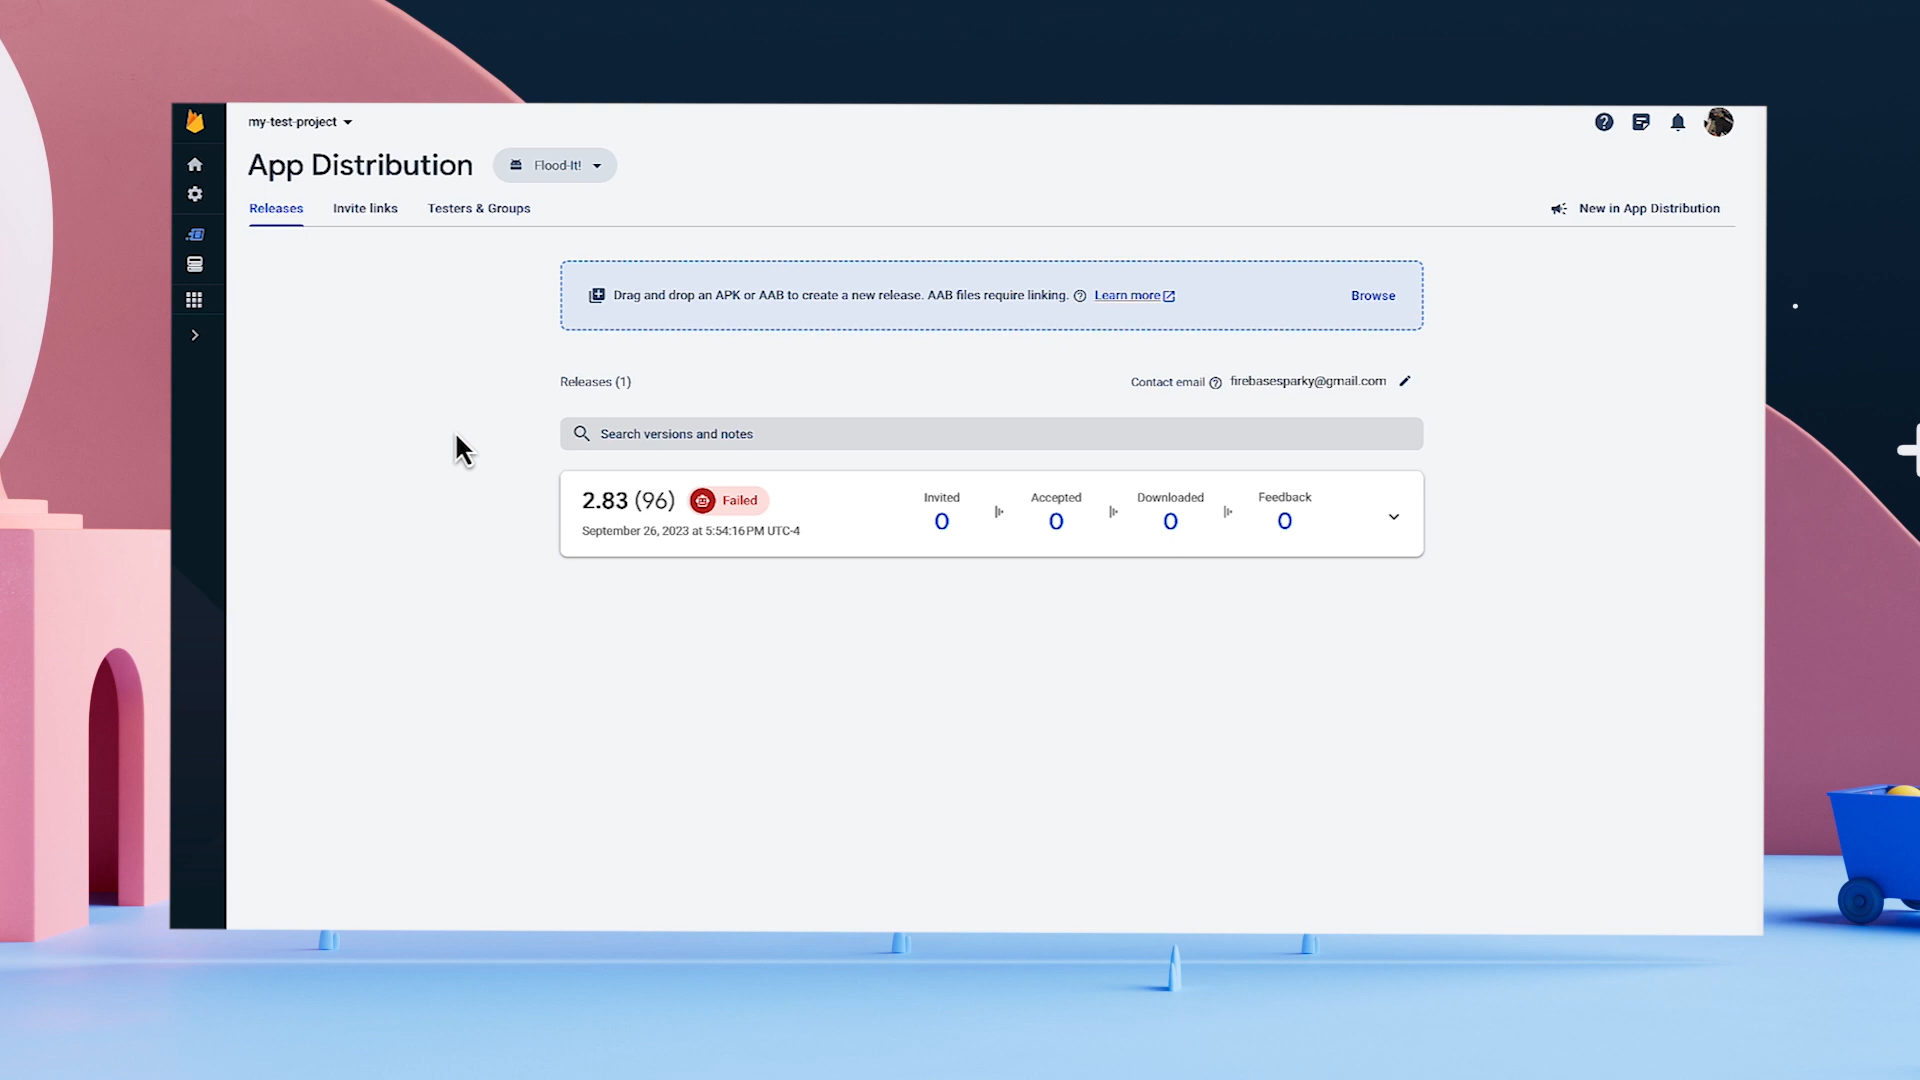 my-test-project
App Distribution
Flood-It!
Releases
Invite links
Testers & Groups
New in App Distribution
Drag and drop an APK or AAB to create a new release. AAB files require linking.
Learn more
Browse
Releases (1)
Contact email
firebasesparky@gmail.com
Search versions and notes
2.83 (96)
Failed
September 26, 2023 at 5:54:16 PM UTC-4
Invited
0
Accepted
0
Downloaded
0
Feedback
0